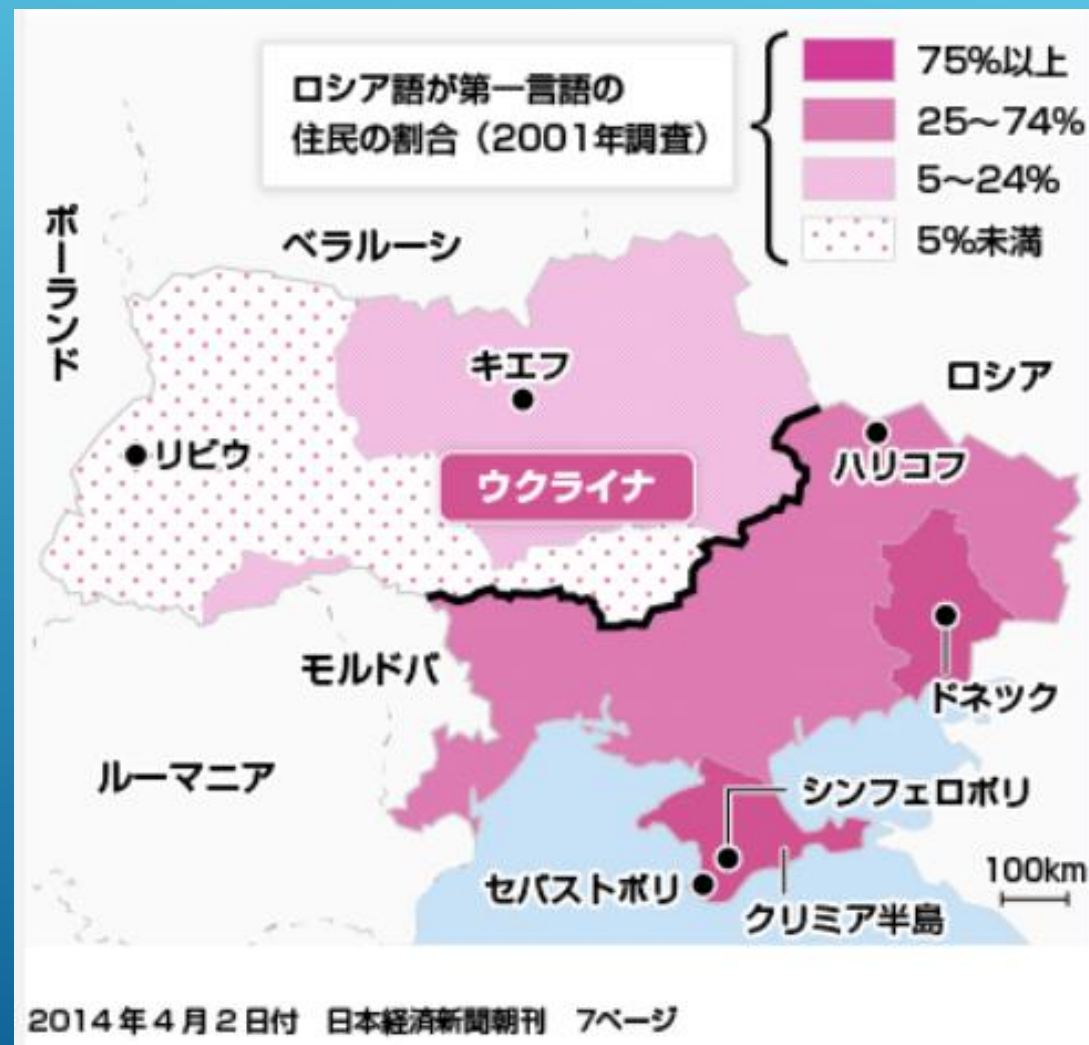 ロシア語が第一言語の
住民の割合（2001年調査）
75%以上
25〜74%
5〜24%
5%未満
ポーランド
ベラルーシ
ロシア
キエフ
リビウ
ウクライナ
ハリコフ
モルドバ
ドネツク
ルーマニア
シンフェロポリ
セバストポリ
クリミア半島
100km
2014年4月2日付　日本経済新聞朝刊　7ページ